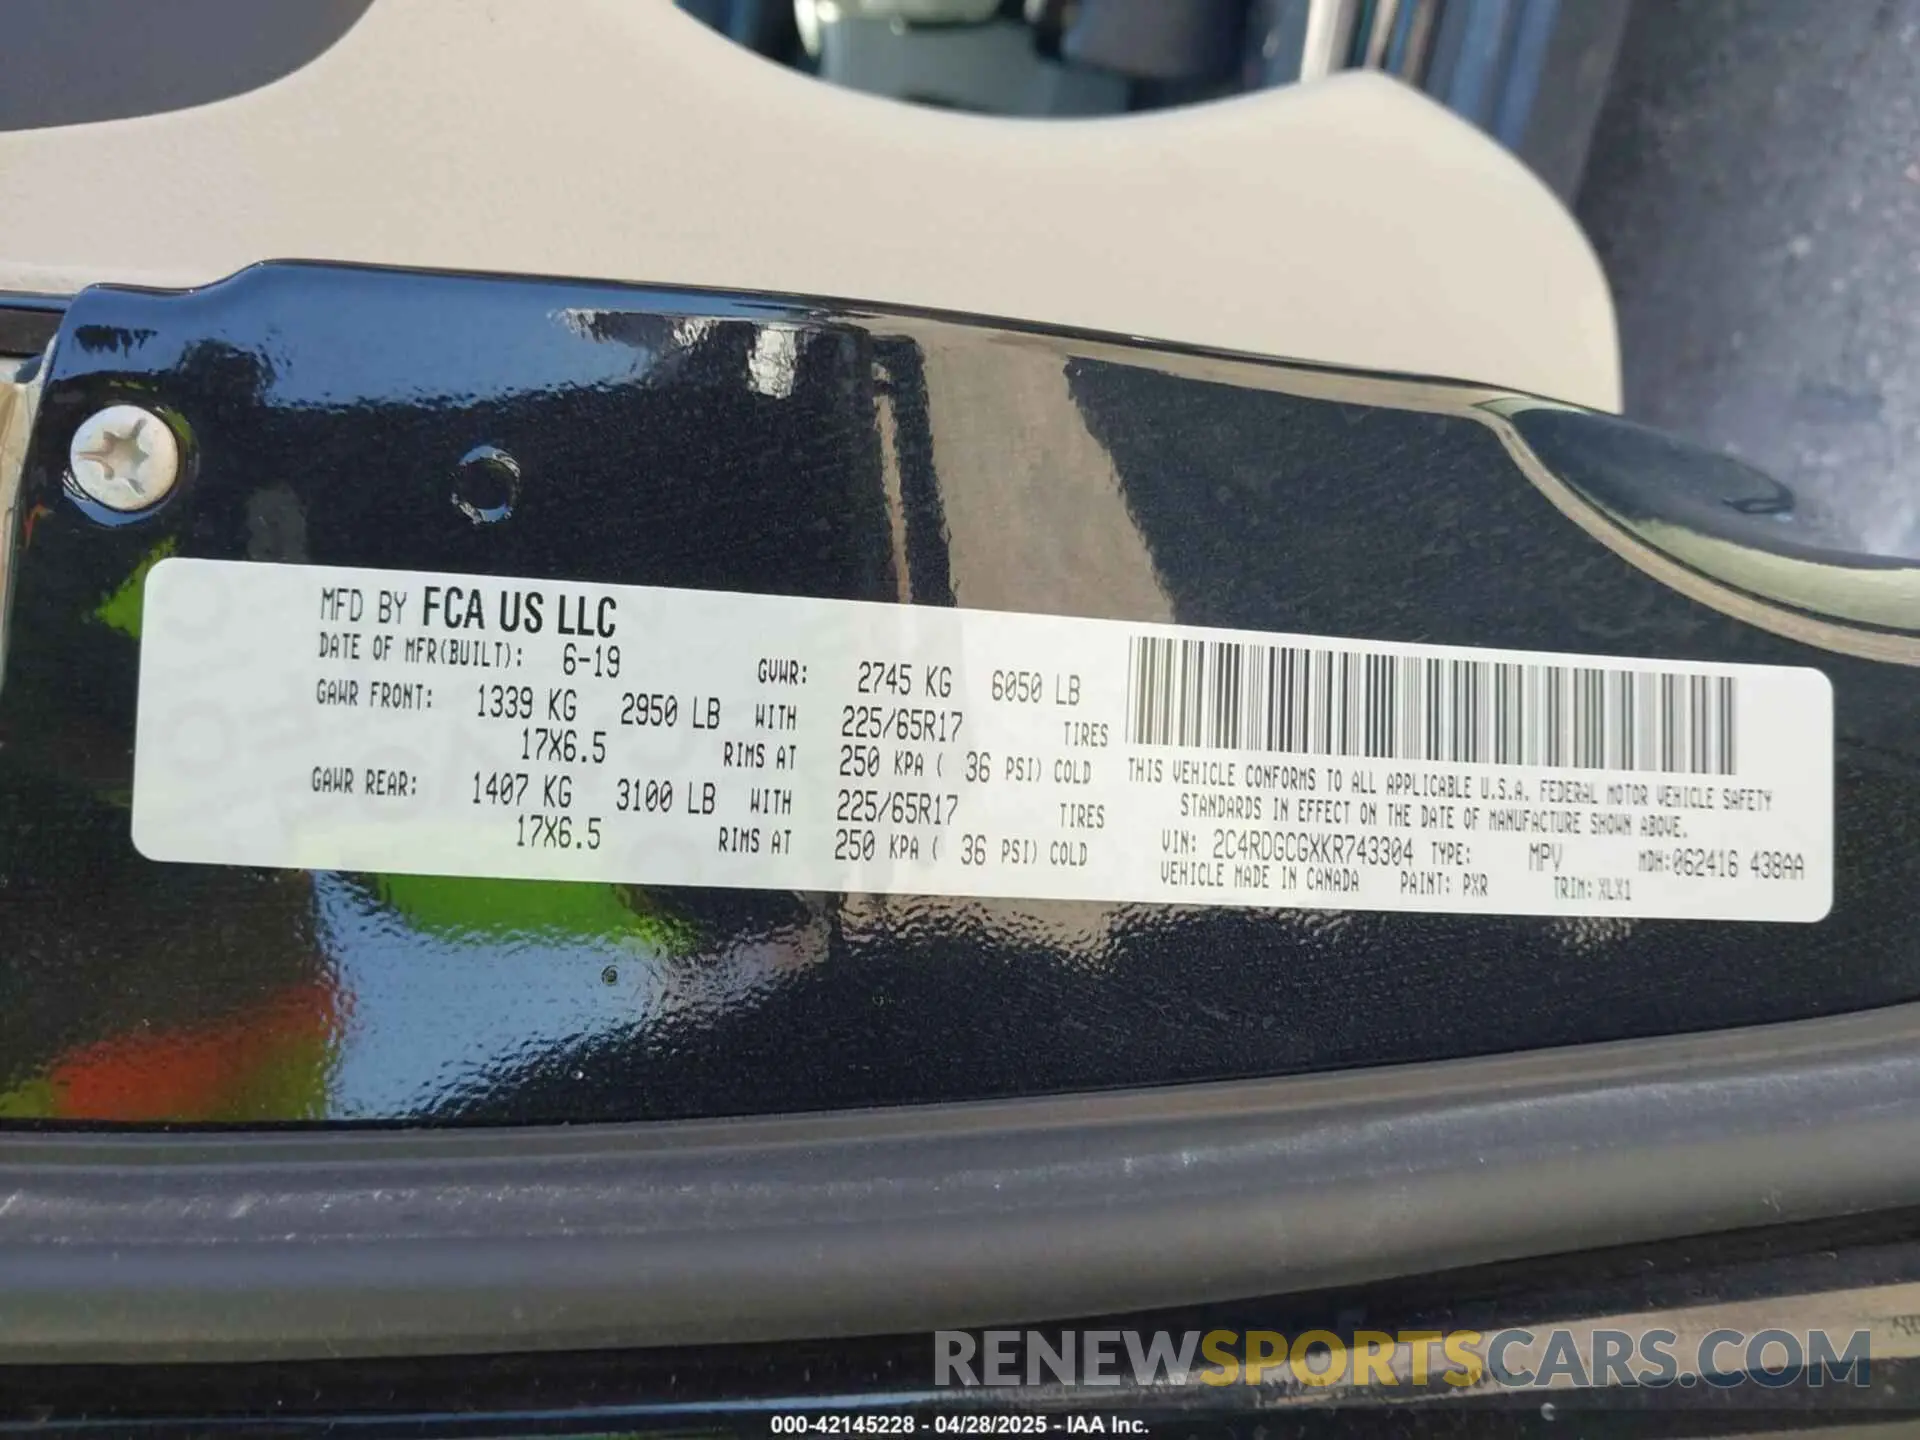 MFD BY FCA US LLC
DATE OF MFR(BUILT): 6-19 GVWR: 2745 KG 6050 LB
GAWR FRONT: 1339 KG 2950 LB WITH 225/65R17 TIRES
17X6.5 RIMS AT 250 KPA ( 36 PSI) COLD
GAWR REAR: 1407 KG 3100 LB WITH 225/65R17 TIRES
17X6.5 RIMS AT 250 KPA ( 36 PSI) COLD
THIS VEHICLE CONFORMS TO ALL APPLICABLE U.S.A. FEDERAL MOTOR VEHICLE SAFETY
STANDARDS IN EFFECT ON THE DATE OF MANUFACTURE SHOWN ABOVE.
VIN: 2C4RDGCGXKR743304 TYPE: MPV MDH:062416 438AA
VEHICLE MADE IN CANADA PAINT: PXR TRIM: XLX1
RENEWSPORTSCARS.COM
000-42145228 - 04/28/2025 - IAA Inc.